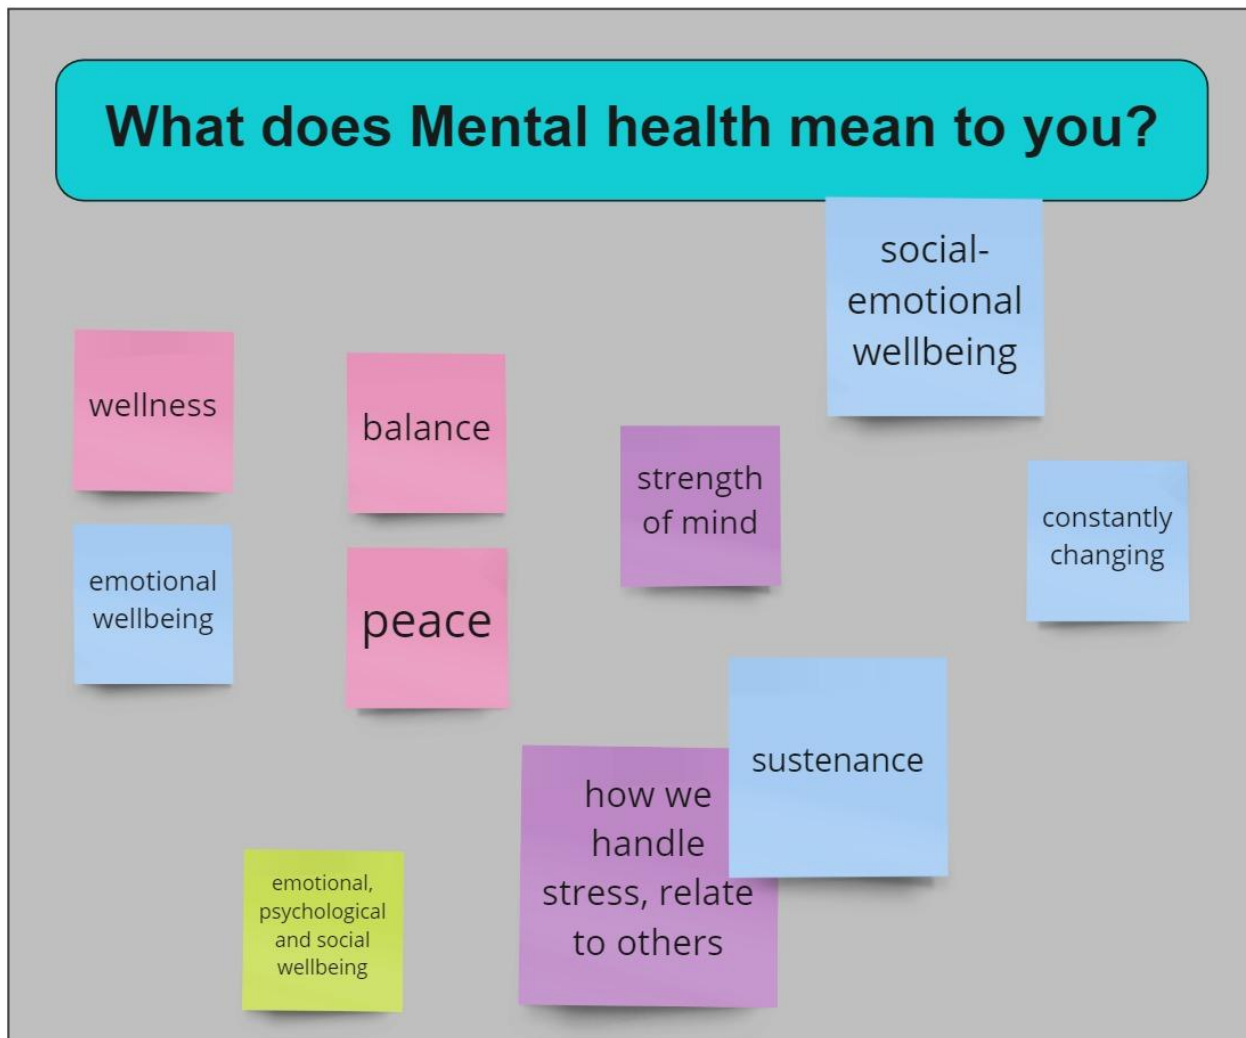 What does Mental health mean to you?
social-
emotional
wellbeing
wellness
balance
strength
of mind
constantly
changing
emotional
wellbeing
peace
sustenance
how we
handle
stress, relate
to others
emotional,
psychological
and social
wellbeing